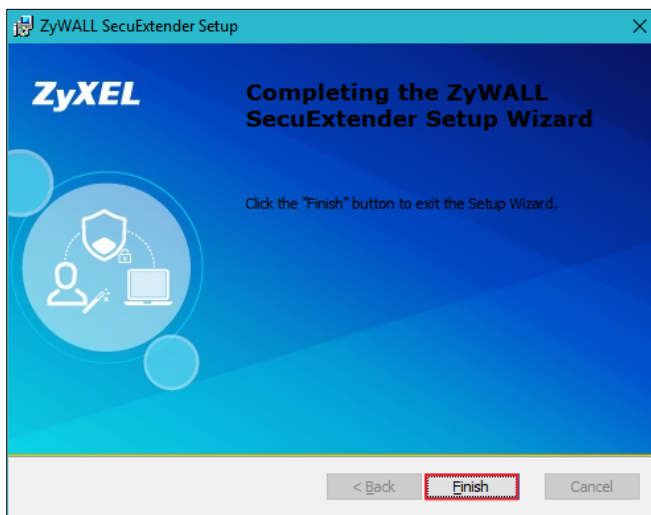 ZyWALL SecuExtender Setup
ZyXEL
Completing the ZyWALL
SecuExtender Setup Wizard
Click the "Finish" button to exit the Setup Wizard.
< Back
Finish
Cancel